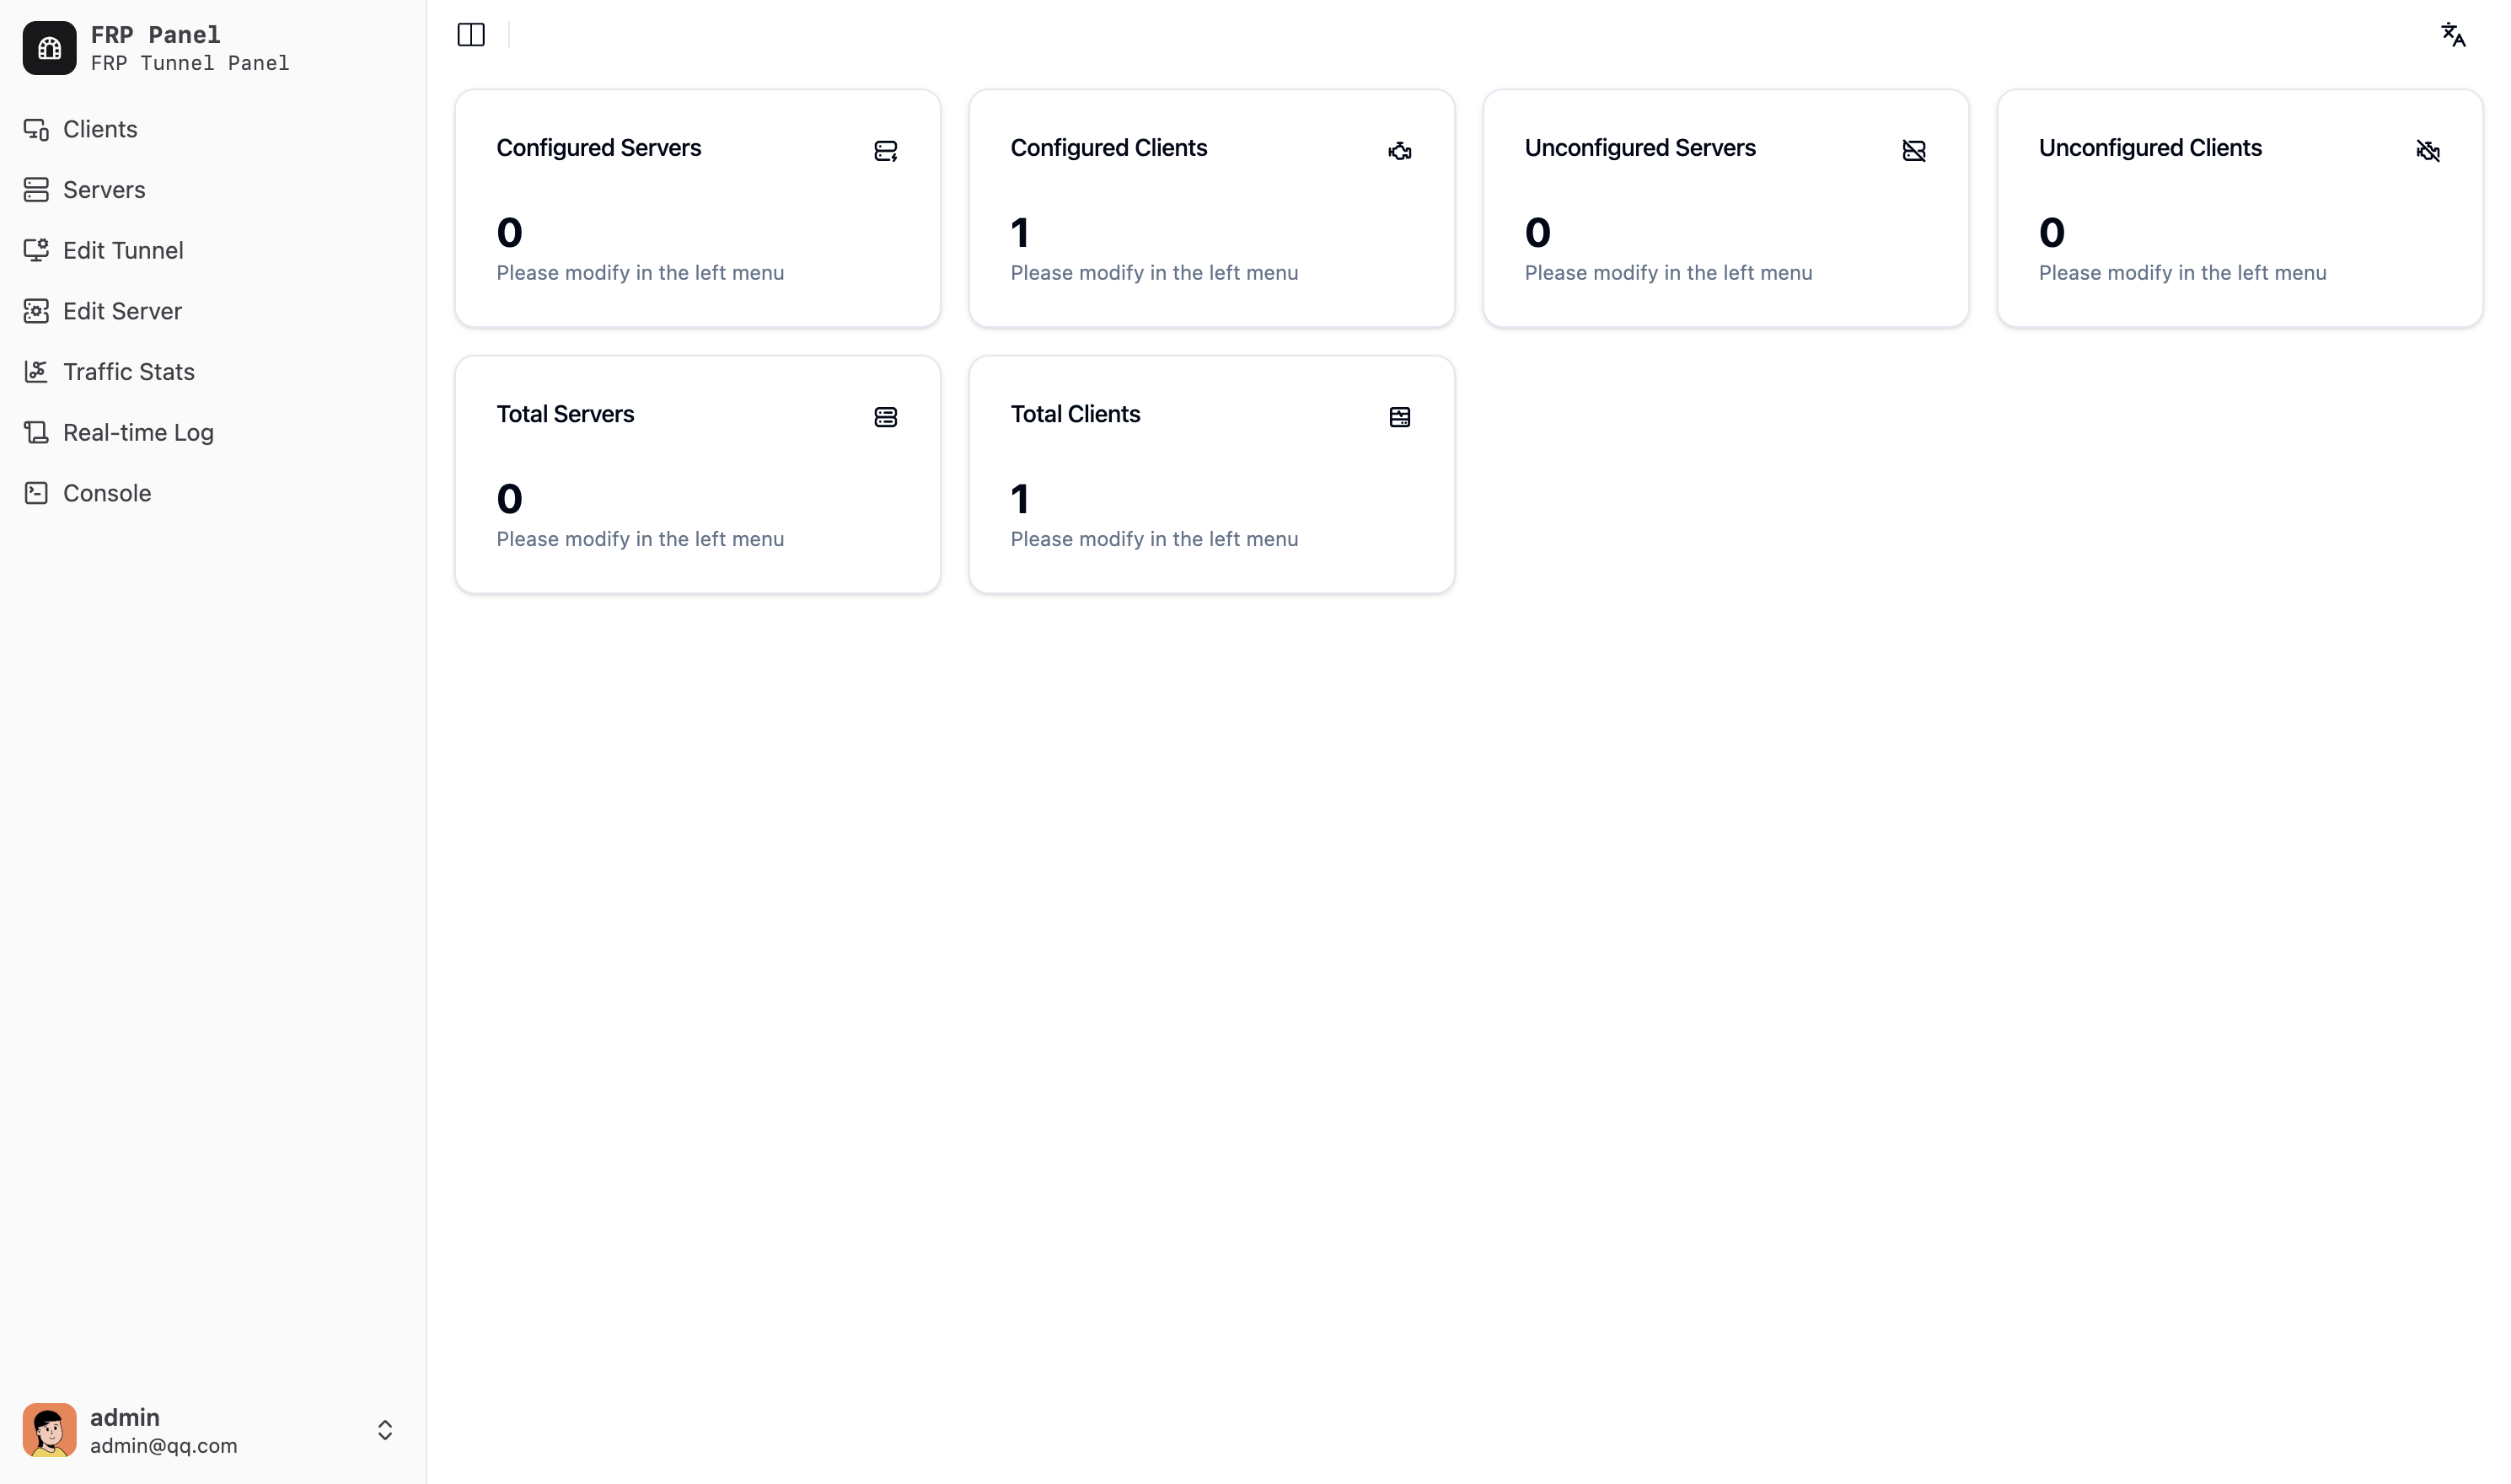 FRP Panel
FRP Tunnel Panel
Clients
Servers
Edit Tunnel
Edit Server
Traffic Stats
Real-time Log
Console
admin
admin@qq.com
Configured Servers
0
Please modify in the left menu
Configured Clients
1
Please modify in the left menu
Unconfigured Servers
0
Please modify in the left menu
Unconfigured Clients
0
Please modify in the left menu
Total Servers
0
Please modify in the left menu
Total Clients
1
Please modify in the left menu